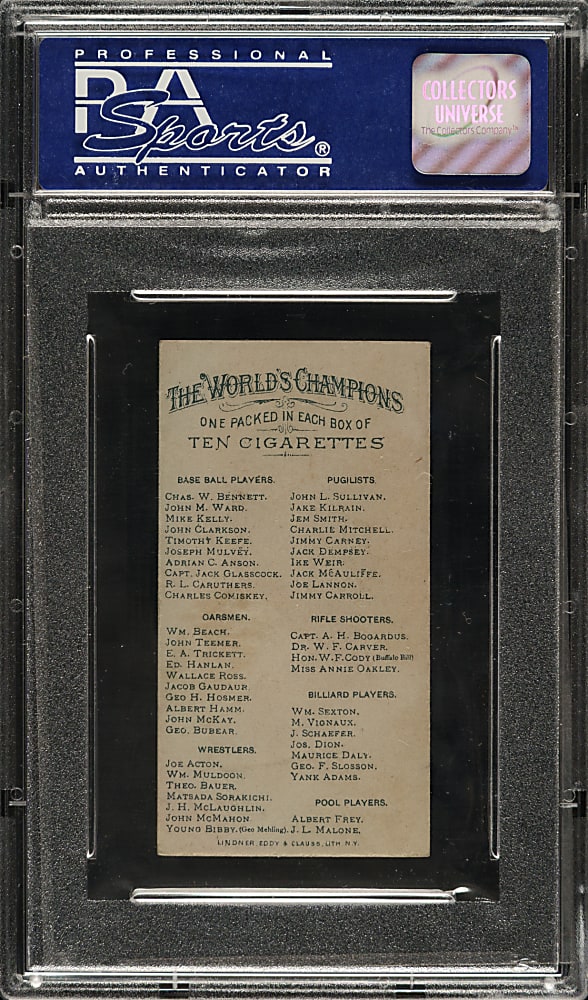 PROFESSIONAL
PSA
Sports®
AUTHENTICATOR
COLLECTORS
UNIVERSE
The Collectors Company™
THE WORLD'S CHAMPIONS
ONE PACKED IN EACH BOX OF
TEN CIGARETTES
BASE BALL PLAYERS.
CHAS. W. BENNETT.
JOHN M. WARD.
MIKE KELLY.
JOHN CLARKSON.
TIMOTHY KEEFE.
JOSEPH MULVEY.
ADRIAN C. ANSON.
CAPT. JACK GLASSCOCK.
R. L. CARUTHERS.
CHARLES COMISKEY.
OARSMEN.
WM. BEACH.
JOHN TEEMER.
E. A. TRICKETT.
ED. HANLAN.
WALLACE ROSS.
JACOB GAUDAUR.
GEO H. HOSMER.
ALBERT HAMM.
JOHN MCKAY.
GEO. BUBEAR.
WRESTLERS.
JOE ACTON.
WM. MULDOON.
THEO. BAUER.
MATSADA SORAKICHI.
J. H. MCLAUGHLIN.
JOHN MCMAHON.
YOUNG BIBBY. (Geo Mehling).
PUGILISTS.
JOHN L. SULLIVAN.
JAKE KILRAIN.
JEM SMITH.
CHARLIE MITCHELL.
JIMMY CARNEY.
JACK DEMPSEY.
IKE WEIR.
JACK MCAULIFFE.
JOE LANNON.
JIMMY CARROLL.
RIFLE SHOOTERS.
CAPT. A. H. BOGARDUS.
DR. W. F. CARVER.
HON. W. F. CODY (Buffalo Bill)
MISS ANNIE OAKLEY.
BILLIARD PLAYERS.
WM. SEXTON.
M. VIGNAUX.
J. SCHAEFER.
JOS. DION.
MAURICE DALY.
GEO. F. SLOSSON.
YANK ADAMS.
POOL PLAYERS.
ALBERT FREY.
J. L. MALONE.
LINDNER, EDDY & CLAUSS, LITH. N.Y.